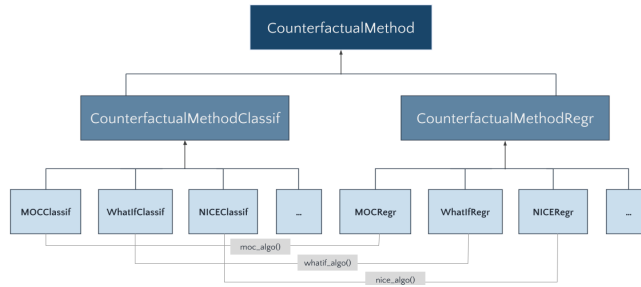 CounterfactualMethod
CounterfactualMethodClassif
CounterfactualMethodRegr
MOCClassif
WhatIfClassif
NICEClassif
...
MOCRegr
WhatIfRegr
NICERegr
...
moc_algo()
whatif_algo()
nice_algo()